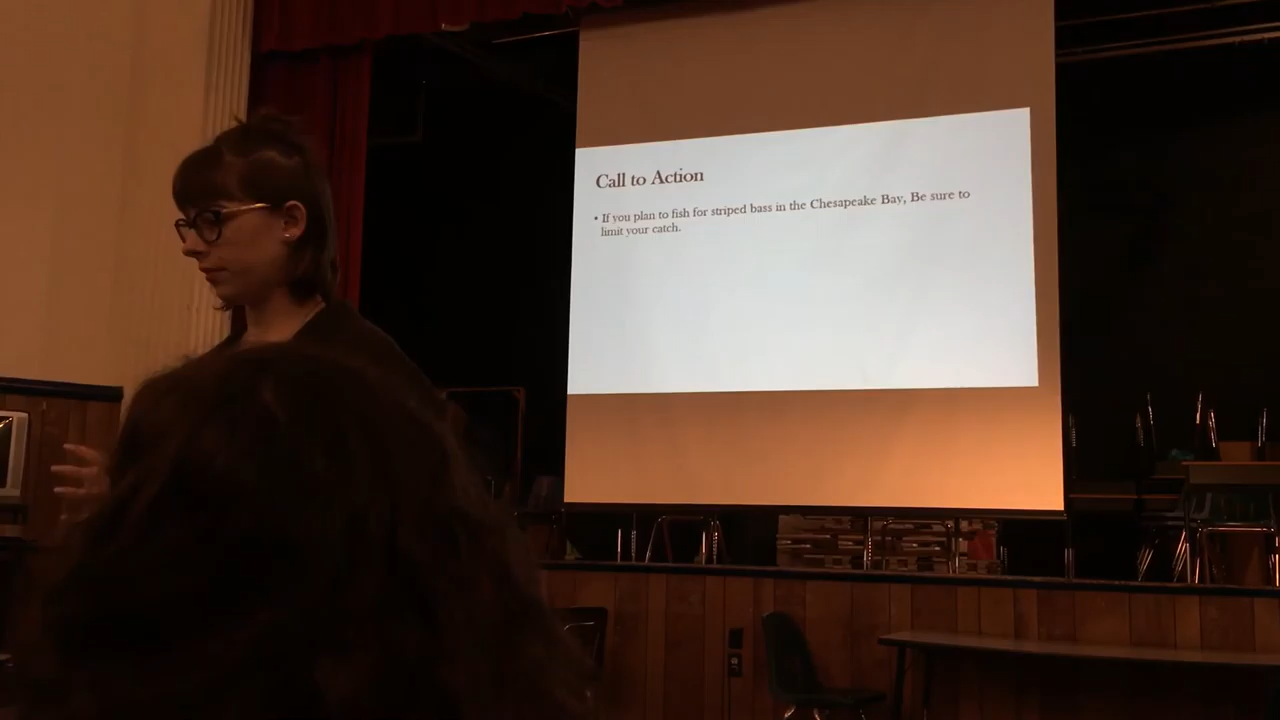 Call to Action
• If you plan to fish for striped bass in the Chesapeake Bay, Be sure to
limit your catch.